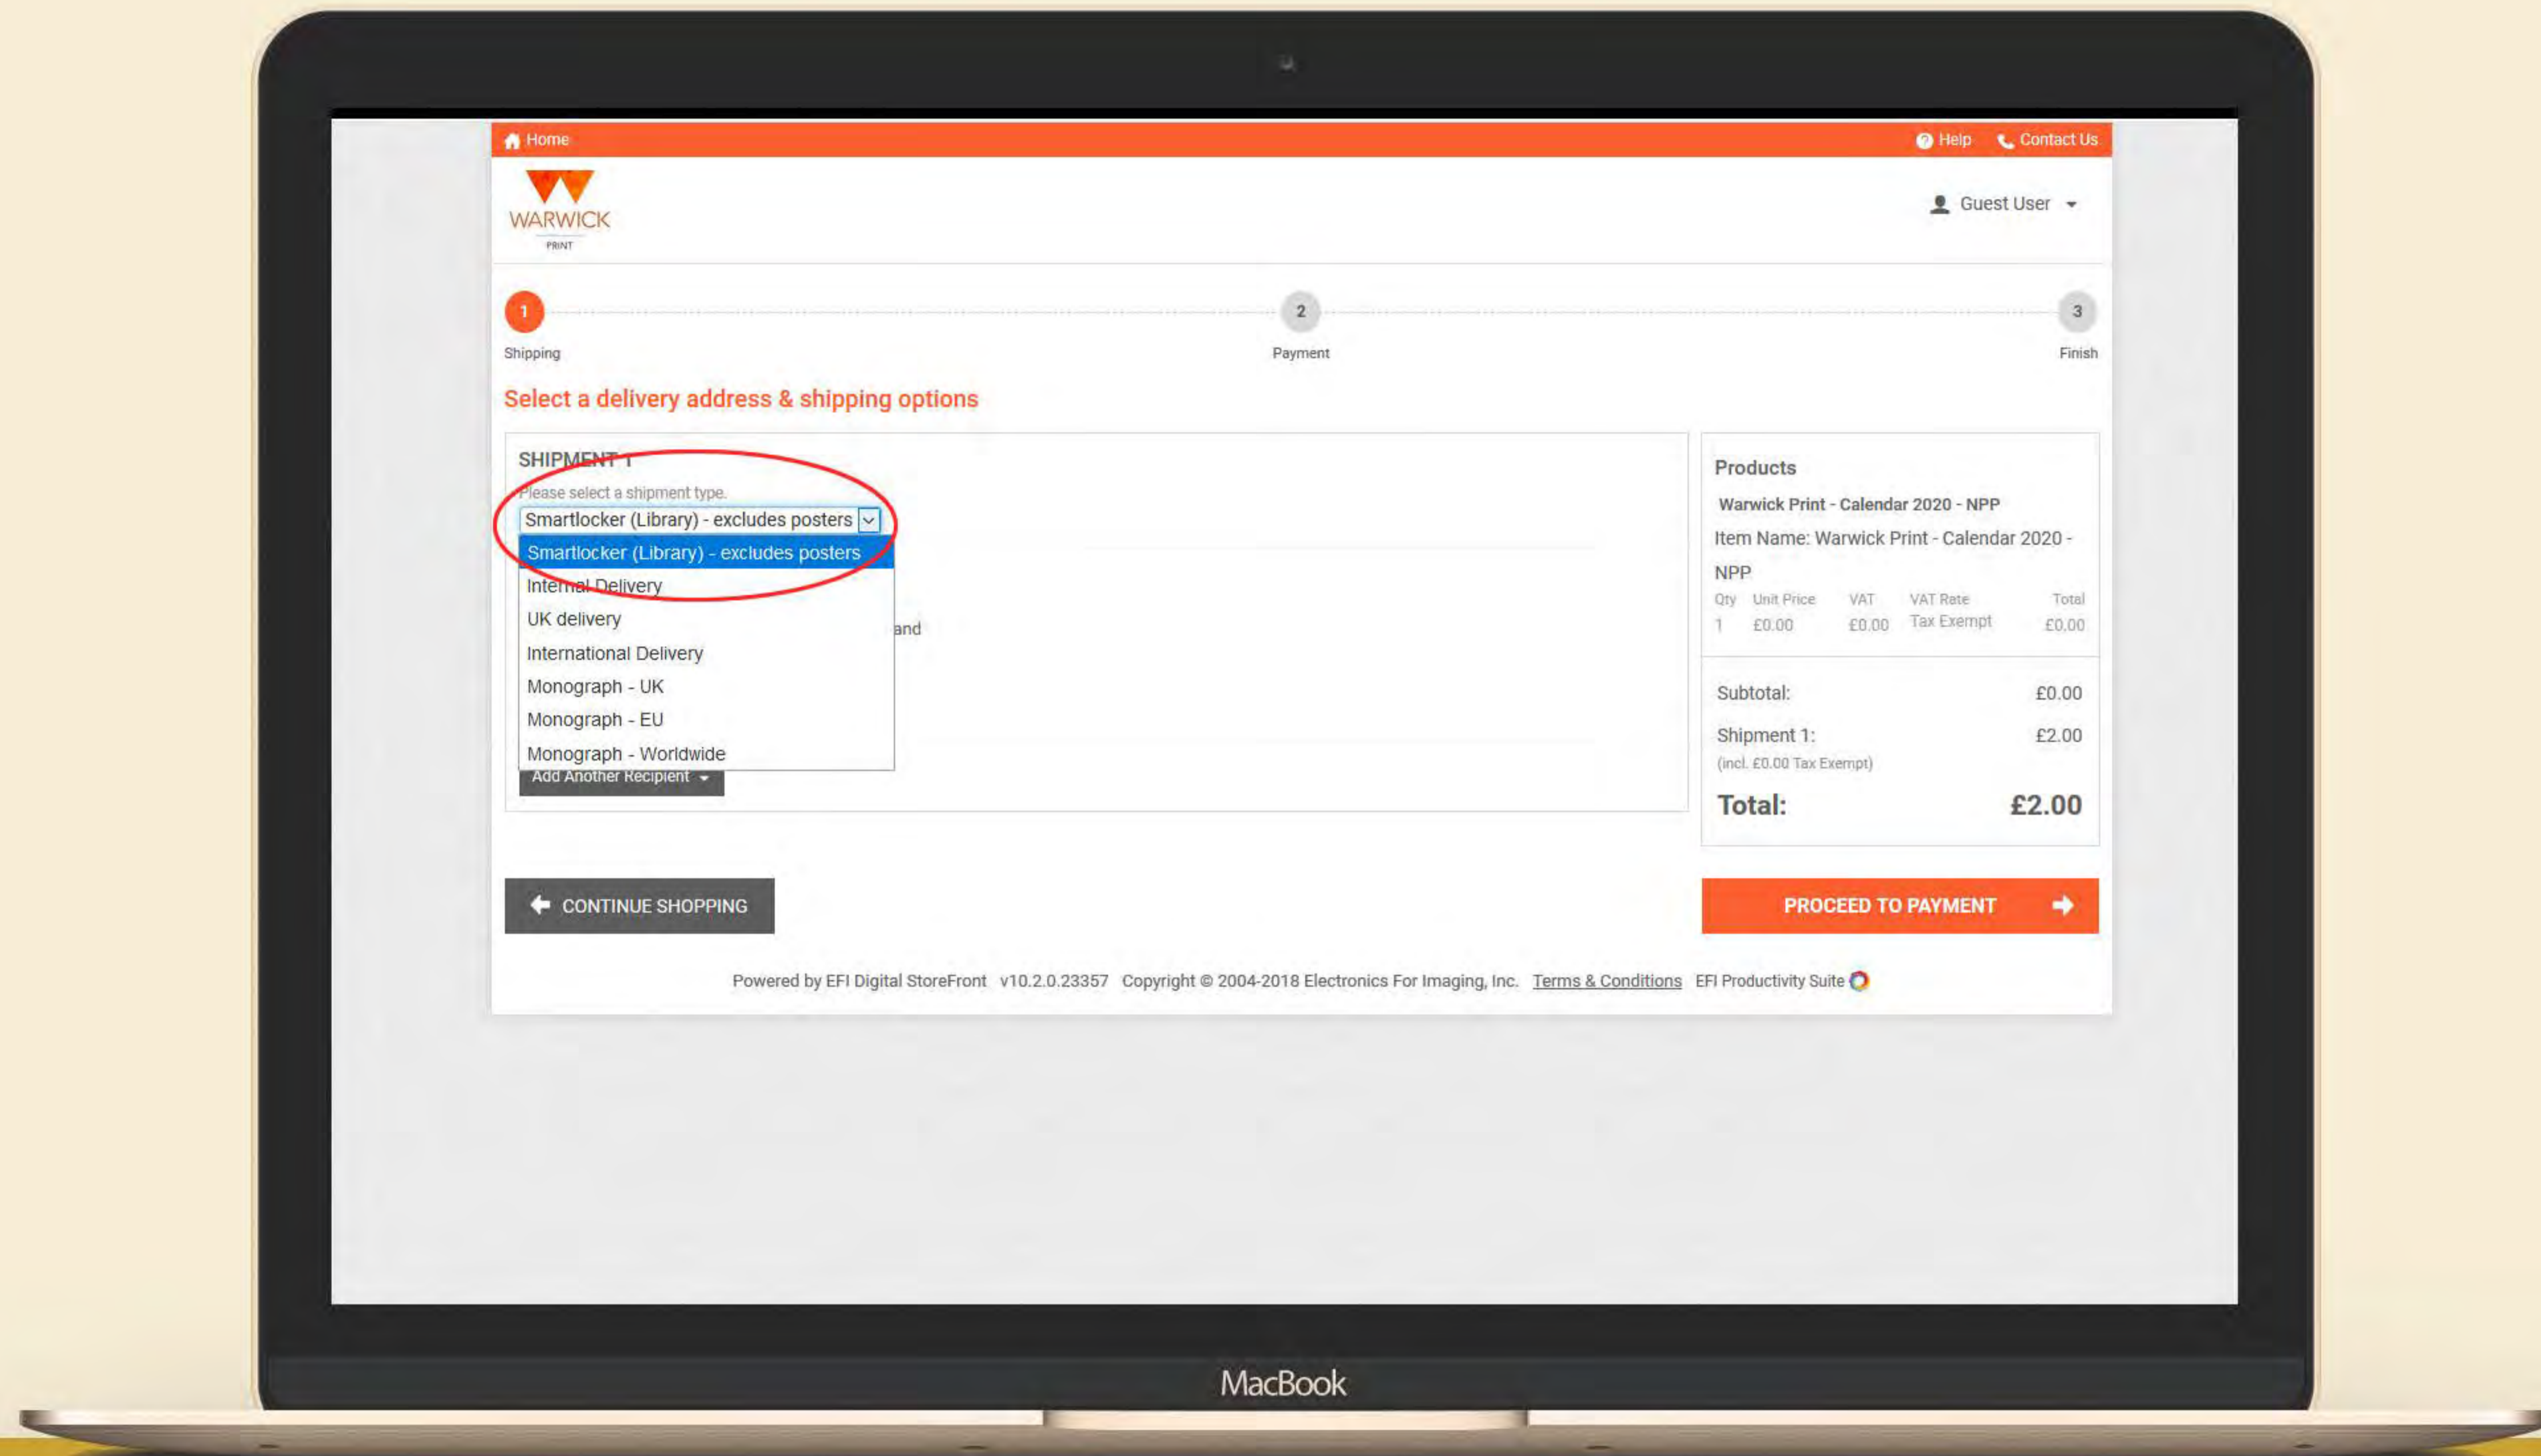 Home
Help Contact Us
WARWICK
PRINT
Guest User
1 2 3
Shipping Payment Finish
Select a delivery address & shipping options
SHIPMENT 1
Please select a shipment type.
Smartlocker (Library) - excludes posters
Smartlocker (Library) - excludes posters
Internal Delivery
UK delivery
and
International Delivery
Monograph - UK
Monograph - EU
Monograph - Worldwide
Add Another Recipient
Products
Warwick Print - Calendar 2020 - NPP
Item Name: Warwick Print - Calendar 2020 -
NPP
Qty Unit Price VAT VAT Rate Total
1 £0.00 £0.00 Tax Exempt £0.00
Subtotal: £0.00
Shipment 1: £2.00
(incl. £0.00 Tax Exempt)
Total: £2.00
CONTINUE SHOPPING
PROCEED TO PAYMENT
Powered by EFI Digital StoreFront v10.2.0.23357 Copyright © 2004-2018 Electronics For Imaging, Inc. Terms & Conditions EFI Productivity Suite
MacBook